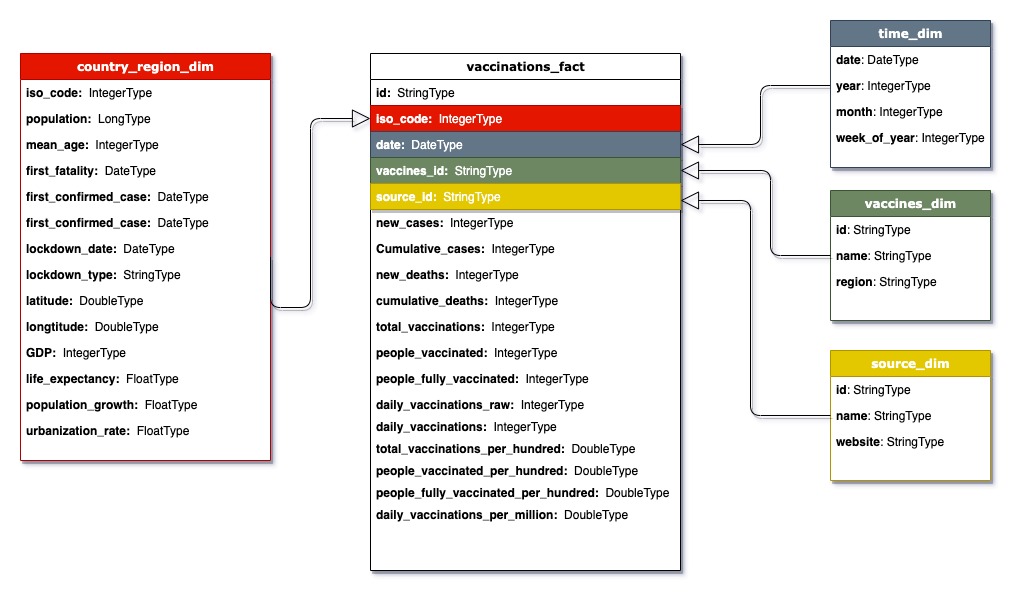 country_region_dim
iso_code: IntegerType
population: LongType
mean_age: IntegerType
first_fatality: DateType
first_confirmed_case: DateType
first_confirmed_case: DateType
lockdown_date: DateType
lockdown_type: StringType
latitude: DoubleType
longtitude: DoubleType
GDP: IntegerType
life_expectancy: FloatType
population_growth: FloatType
urbanization_rate: FloatType
vaccinations_fact
id: StringType
iso_code: IntegerType
date: DateType
vaccines_id: StringType
source_id: StringType
new_cases: IntegerType
Cumulative_cases: IntegerType
new_deaths: IntegerType
cumulative_deaths: IntegerType
total_vaccinations: IntegerType
people_vaccinated: IntegerType
people_fully_vaccinated: IntegerType
daily_vaccinations_raw: IntegerType
daily_vaccinations: IntegerType
total_vaccinations_per_hundred: DoubleType
people_vaccinated_per_hundred: DoubleType
people_fully_vaccinated_per_hundred: DoubleType
daily_vaccinations_per_million: DoubleType
time_dim
date: DateType
year: IntegerType
month: IntegerType
week_of_year: IntegerType
vaccines_dim
id: StringType
name: StringType
region: StringType
source_dim
id: StringType
name: StringType
website: StringType